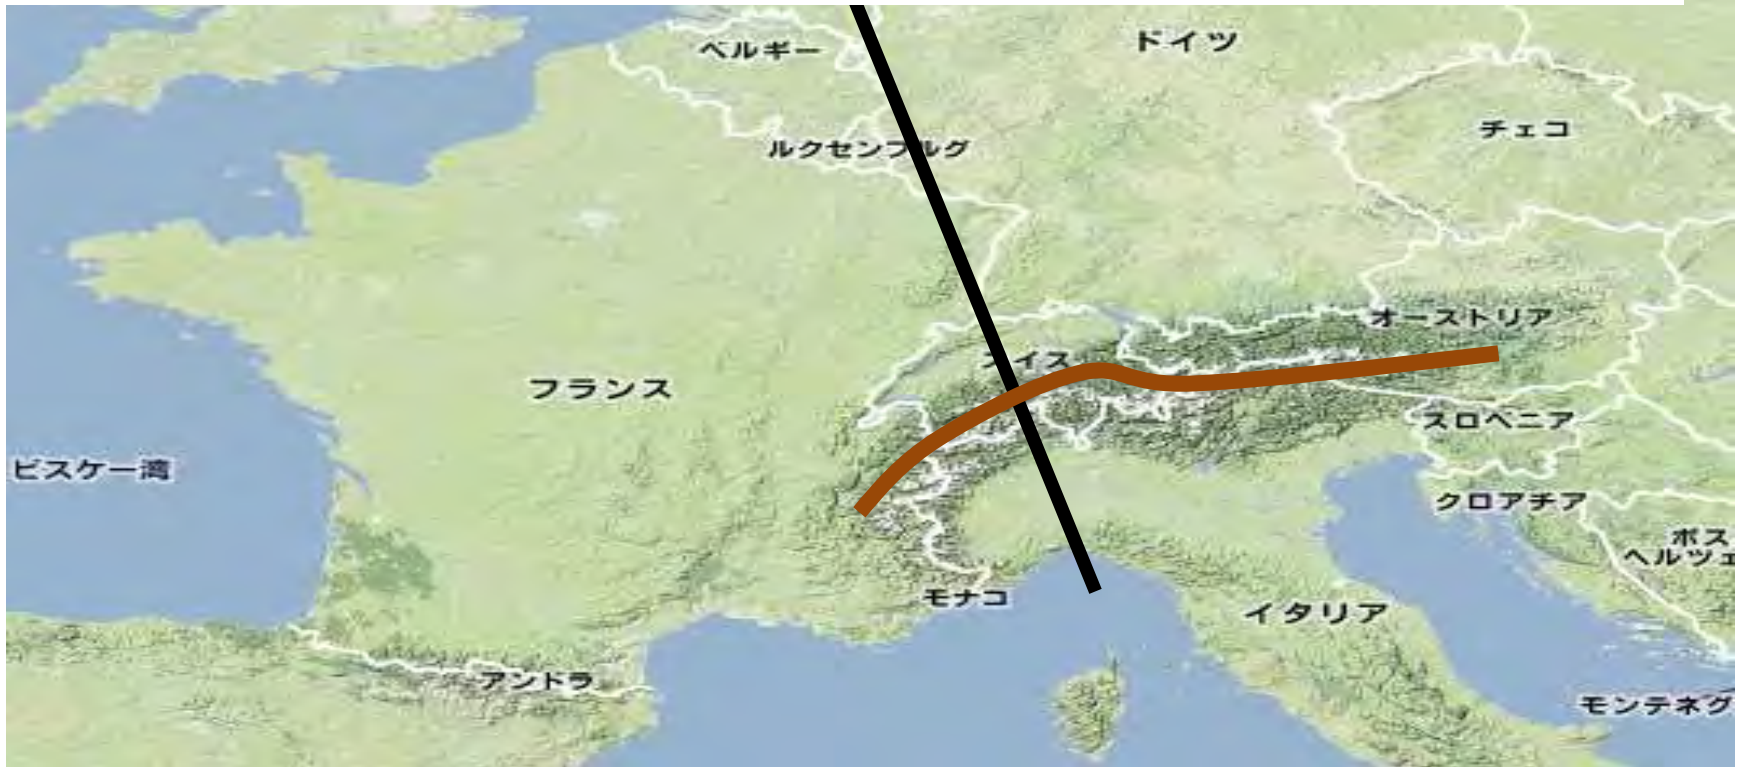 ベルギー
ドイツ
チェコ
ルクセンブルグ
オーストリア
スイス
フランス
スロベニア
ビスケー湾
クロアチア
ボス
ヘルツェ
モナコ
イタリア
アンドラ
モンテネグ